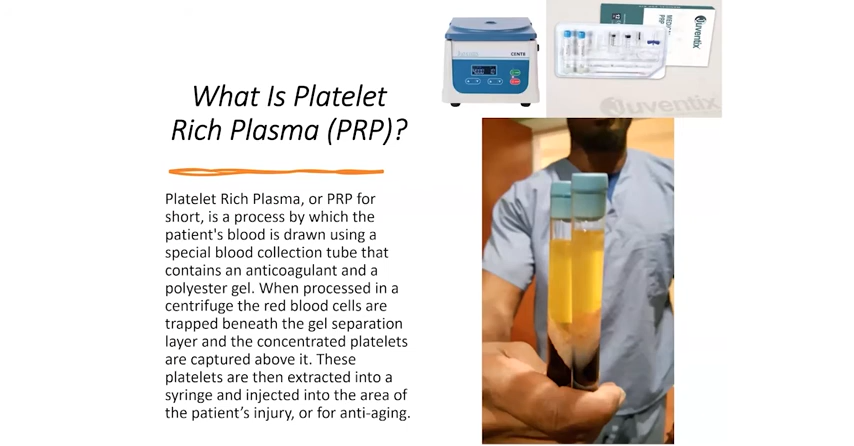 What Is Platelet
Rich Plasma (PRP)?
Platelet Rich Plasma, or PRP for
short, is a process by which the
patient's blood is drawn using a
special blood collection tube that
contains an anticoagulant and a
polyester gel. When processed in a
centrifuge the red blood cells are
trapped beneath the gel separation
layer and the concentrated platelets
are captured above it. These
platelets are then extracted into a
syringe and injected into the area of
the patient’s injury, or for anti-aging.
Juventix
Juventix